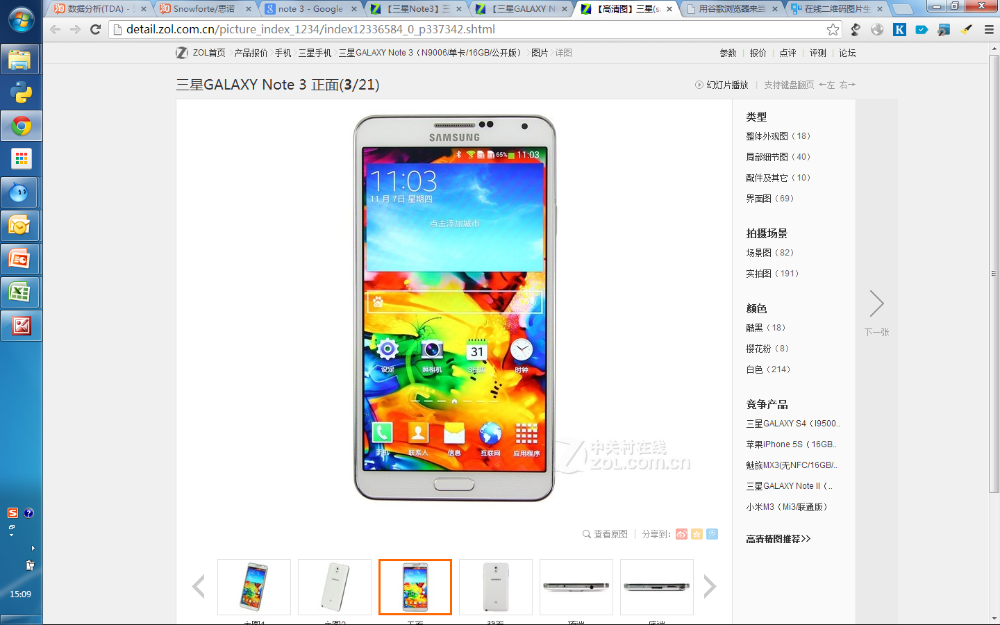 数据分析(TDA) -
Snowforte/思诺
note 3 - Google
【三星Note3】三
【三星GALAXY N
【高清图】三星(s
用谷歌浏览器来当
在线二维码图片生
detail.zol.com.cn/picture_index_1234/index12336584_0_p337342.shtml
ZOL首页 产品报价 手机 三星手机 三星GALAXY Note 3（N9006/单卡/16GB/公开版） 图片 详图
参数 报价 点评 评测 论坛
三星GALAXY Note 3 正面(3/21)
幻灯片播放 支持键盘翻页 ←左 右→
SAMSUNG
65% 11:03
11:03
11月7日 星期四
点击添加城市
31
设定 照相机 S日历 时钟
手机 联系人 信息 互联网 应用程序
中关村在线
ZOL.COM.CN
类型
整体外观图（18）
局部细节图（40）
配件及其它（10）
界面图（69）
拍摄场景
场景图（82）
实拍图（191）
颜色
酷黑（18）
樱花粉（8）
白色（214）
竞争产品
三星GALAXY S4（I9500..
苹果iPhone 5S（16GB..
魅族MX3(无NFC/16GB/..
三星GALAXY Note II（..
小米M3（Mi3/联通版）
高清精图推荐>>
下一张
查看原图 分享到：
主图1 主图2 正面 背面 顶端 底端
15:09